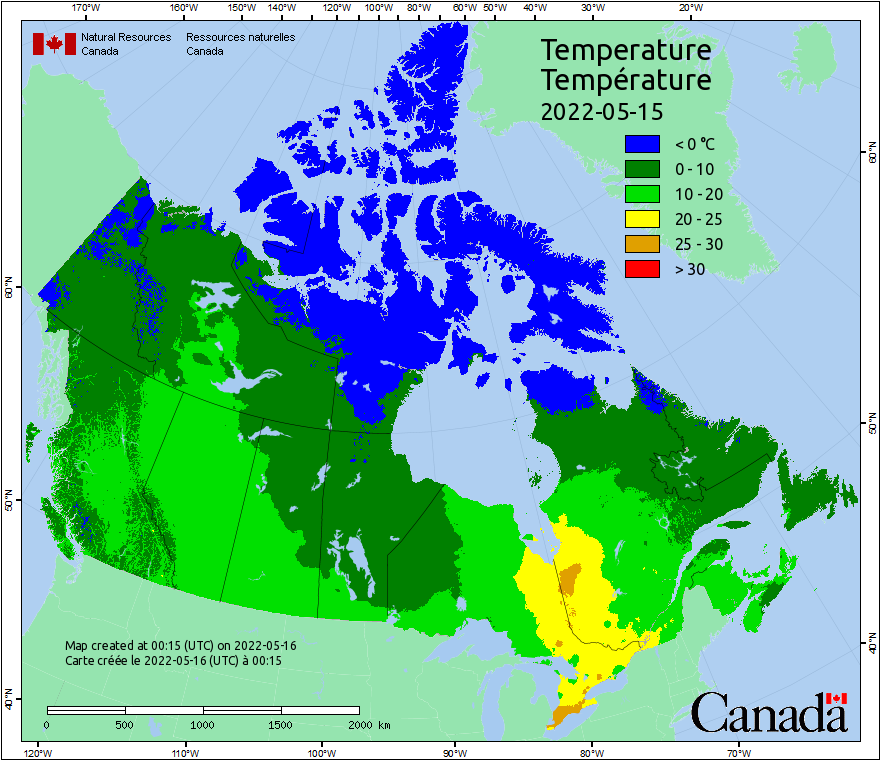 170°W 160°W 150°W 140°W 130°W 120°W 110°W 100°W 90°W 80°W 70°W 60°W 50°W 40°W 30°W 20°W
Natural Resources Canada
Ressources naturelles Canada
Temperature
Température
2022-05-15
< 0 °C
0 - 10
10 - 20
20 - 25
25 - 30
> 30
60°N
50°N
40°N
60°N
50°N
40°N
Map created at 00:15 (UTC) on 2022-05-16
Carte créée le 2022-05-16 (UTC) à 00:15
0 500 1000 1500 2000 km
Canada
120°W 110°W 100°W 90°W 80°W 70°W